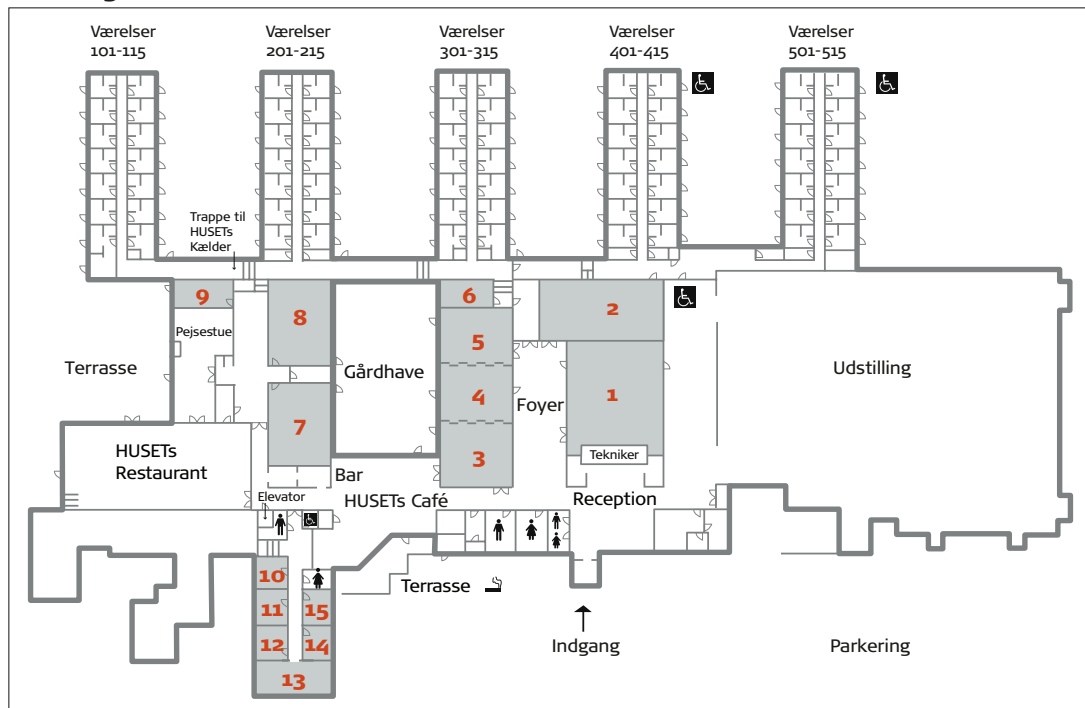 Værelser
101-115
Værelser
201-215
Værelser
301-315
Værelser
401-415
Værelser
501-515
Trappe til
HUSETs
Kælder
9
8
6
2
5
Pejsestue
Terrasse
Gårdhave
4
Foyer
1
Udstilling
7
3
HUSETs
Restaurant
Tekniker
Bar
Elevator
HUSETs Café
Reception
10
Terrasse
11
15
12
14
Indgang
Parkering
13